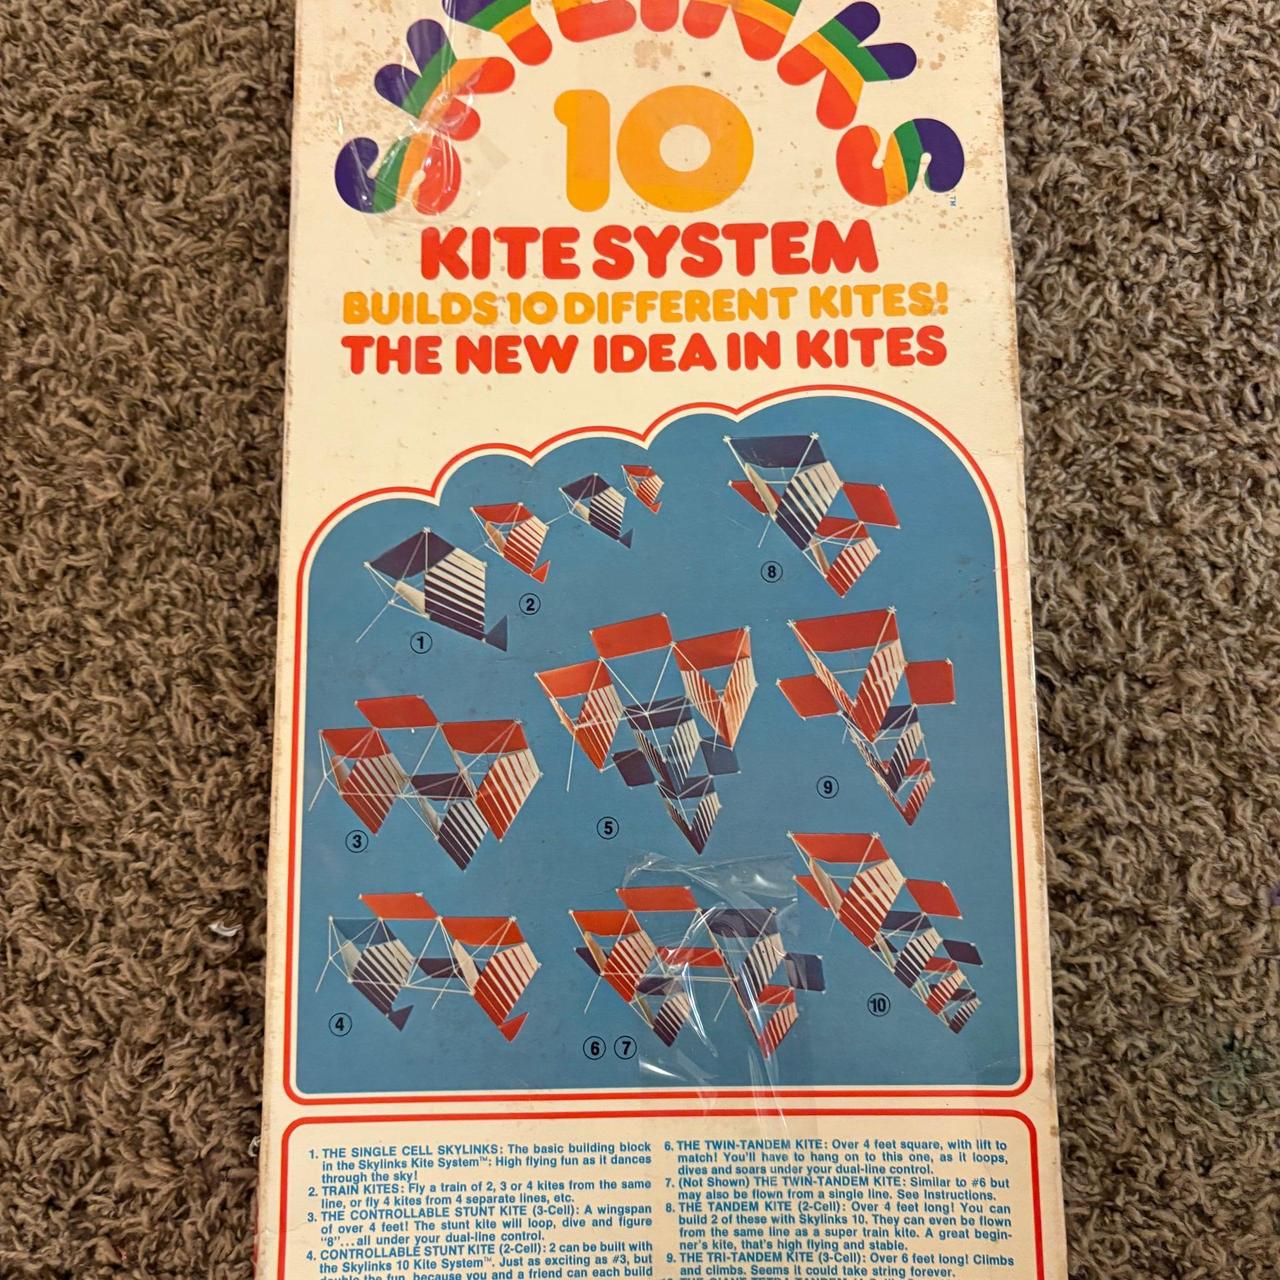 SKYLINKS
TM
10
KITE SYSTEM
BUILDS 10 DIFFERENT KITES!
THE NEW IDEA IN KITES
8
2
1
9
3
5
4
6 7
10
1. THE SINGLE CELL SKYLINKS: The basic building block
in the Skylinks Kite System™: High flying fun as it dances
through the sky!
2. TRAIN KITES: Fly a train of 2, 3 or 4 kites from the same
line, or fly 4 kites from 4 separate lines, etc.
3. THE CONTROLLABLE STUNT KITE (3-Cell): A wingspan
of over 4 feet! The stunt kite will loop, dive and figure
"8"...all under your dual-line control.
4. CONTROLLABLE STUNT KITE (2-Cell): 2 can be built with
the Skylinks 10 Kite System™. Just as exciting as #3, but
double the fun, because you and a friend can each build
6. THE TWIN-TANDEM KITE: Over 4 feet square, with lift to
match! You'll have to hang on to this one, as it loops,
dives and soars under your dual-line control.
7. (Not Shown) THE TWIN-TANDEM KITE: Similar to #6 but
may also be flown from a single line. See Instructions.
8. THE TANDEM KITE (2-Cell): Over 4 feet long! You can
build 2 of these with Skylinks 10. They can even be flown
from the same line as a super train kite. A great begin-
ner's kite, that's high flying and stable.
9. THE TRI-TANDEM KITE (3-Cell): Over 6 feet long! Climbs
and climbs. Seems it could take string forever.